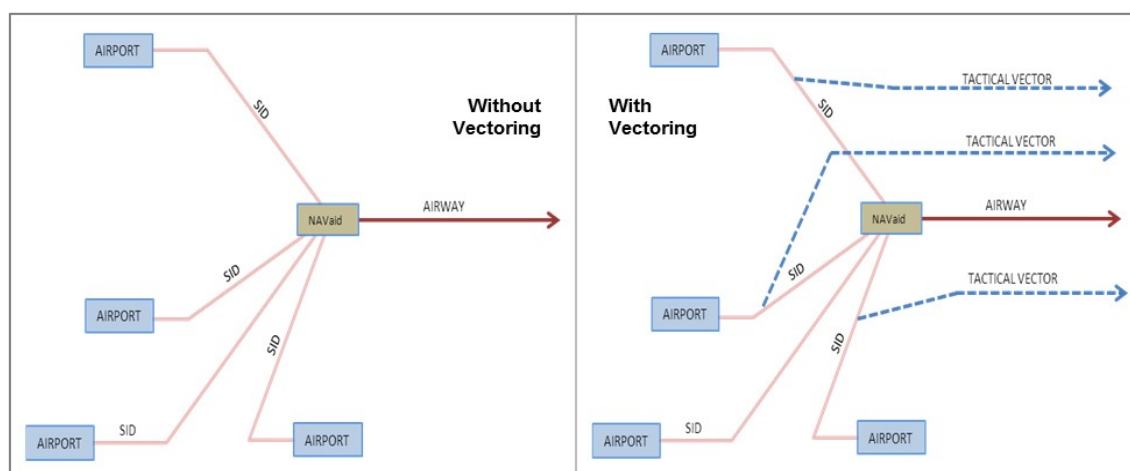 AIRPORT
SID
Without
Vectoring
AIRWAY
NAVaid
SID
AIRPORT
SID
SID
AIRPORT
AIRPORT
AIRPORT
TACTICAL VECTOR
SID
With
Vectoring
TACTICAL VECTOR
AIRWAY
NAVaid
SID
TACTICAL VECTOR
AIRPORT
SID
SID
AIRPORT
AIRPORT